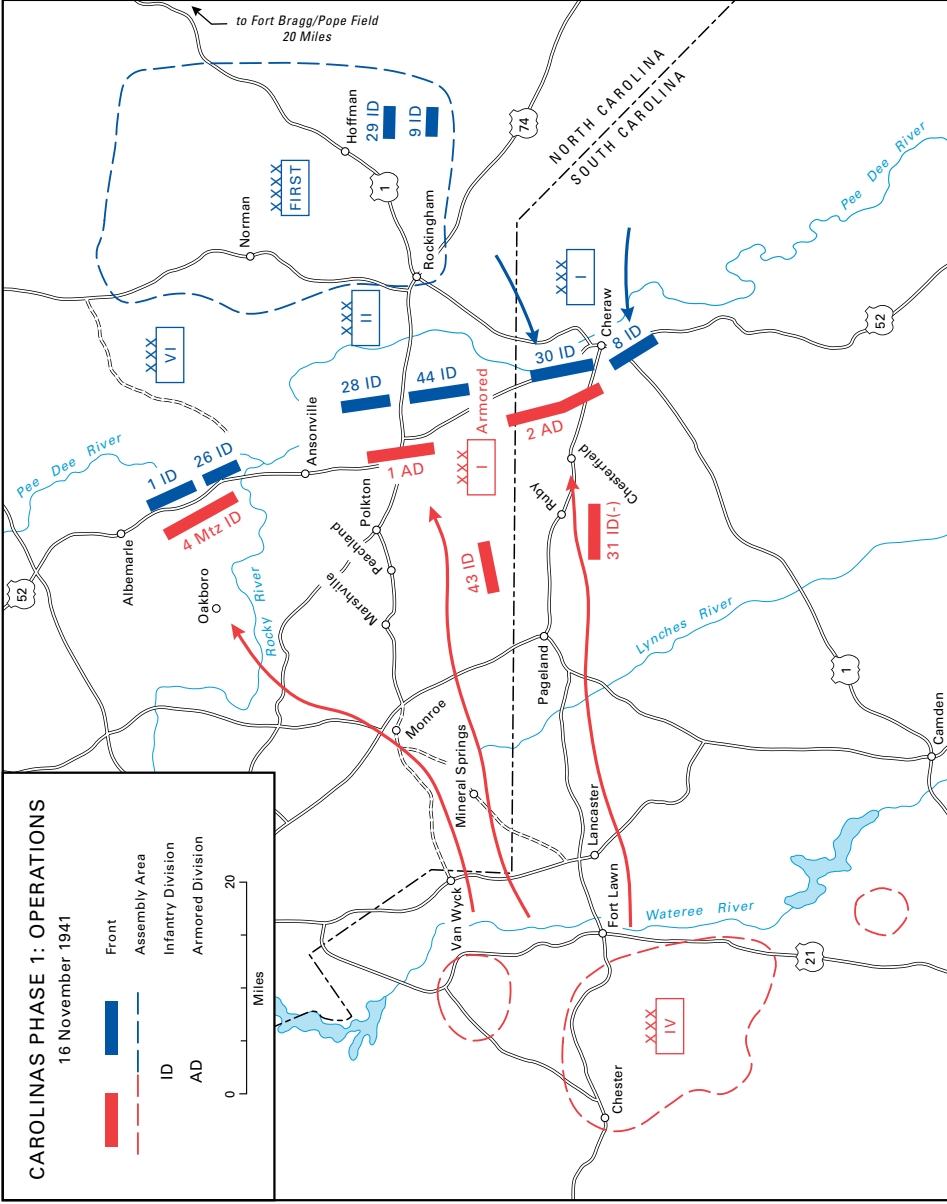 CAROLINAS PHASE 1: OPERATIONS
16 November 1941
Front
Assembly Area
ID
Infantry Division
AD
Armored Division
0
20
Miles
to Fort Bragg/Pope Field
20 Miles
52
Albemarle
Oakboro
Pee Dee River
Rocky River
1 ID
26 ID
4 Mtz ID
XXX
VI
Norman
XXXX
FIRST
Hoffman
29 ID
9 ID
1
Rockingham
74
Ansonville
XXX
II
28 ID
44 ID
1 AD
Polkton
Peachland
Marshville
Monroe
Mineral Springs
Van Wyck
XXX
I
Armored
43 ID
NORTH CAROLINA
SOUTH CAROLINA
2 AD
30 ID
XXX
I
8 ID
Cheraw
Chesterfield
Ruby
31 ID(-)
Pageland
Lancaster
Fort Lawn
Chester
XXX
IV
Wateree River
Lynches River
Pee Dee River
21
1
52
Camden